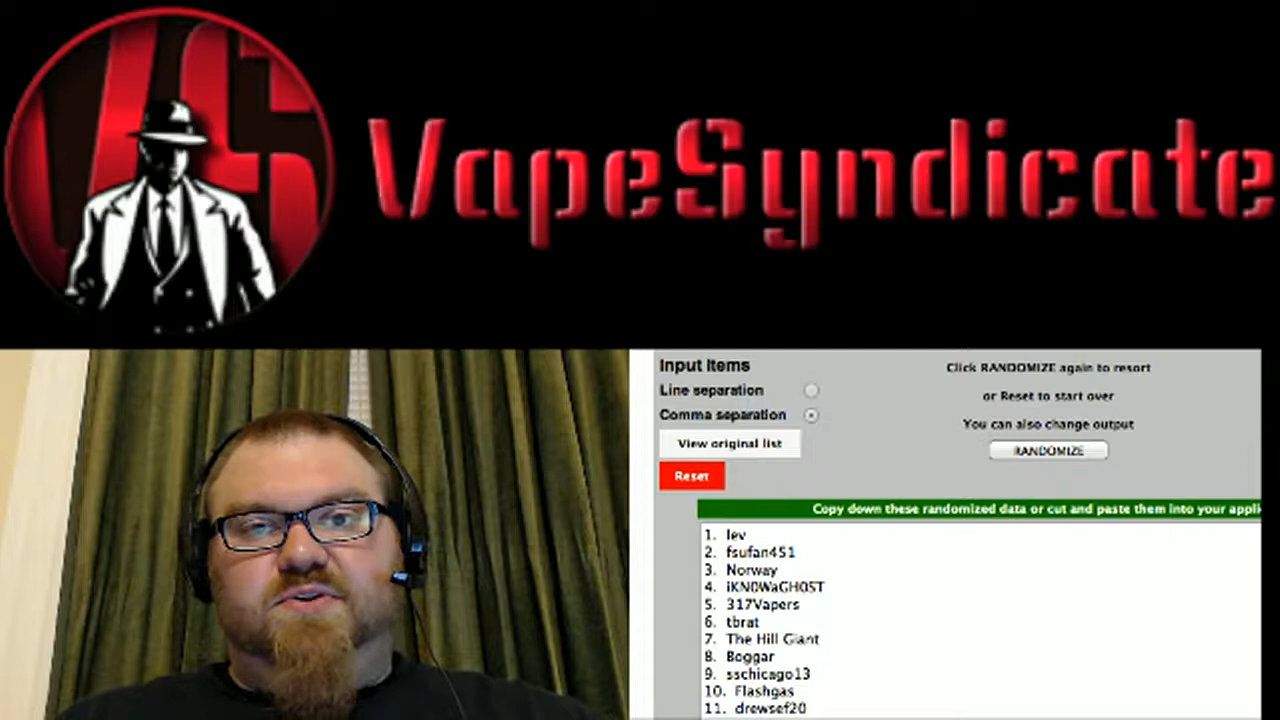 VS
VapeSyndicate
Input Items
Line separation
Comma separation
View original list
Reset
Click RANDOMIZE again to resort
or Reset to start over
You can also change output
RANDOMIZE
Copy down these randomized data or cut and paste them into your appli
1. lev
2. fsufan451
3. Norway
4. iKN0WaGH0ST
5. 317Vapers
6. tbrat
7. The Hill Giant
8. Boggar
9. sschicago13
10. Flashgas
11. drewsef20